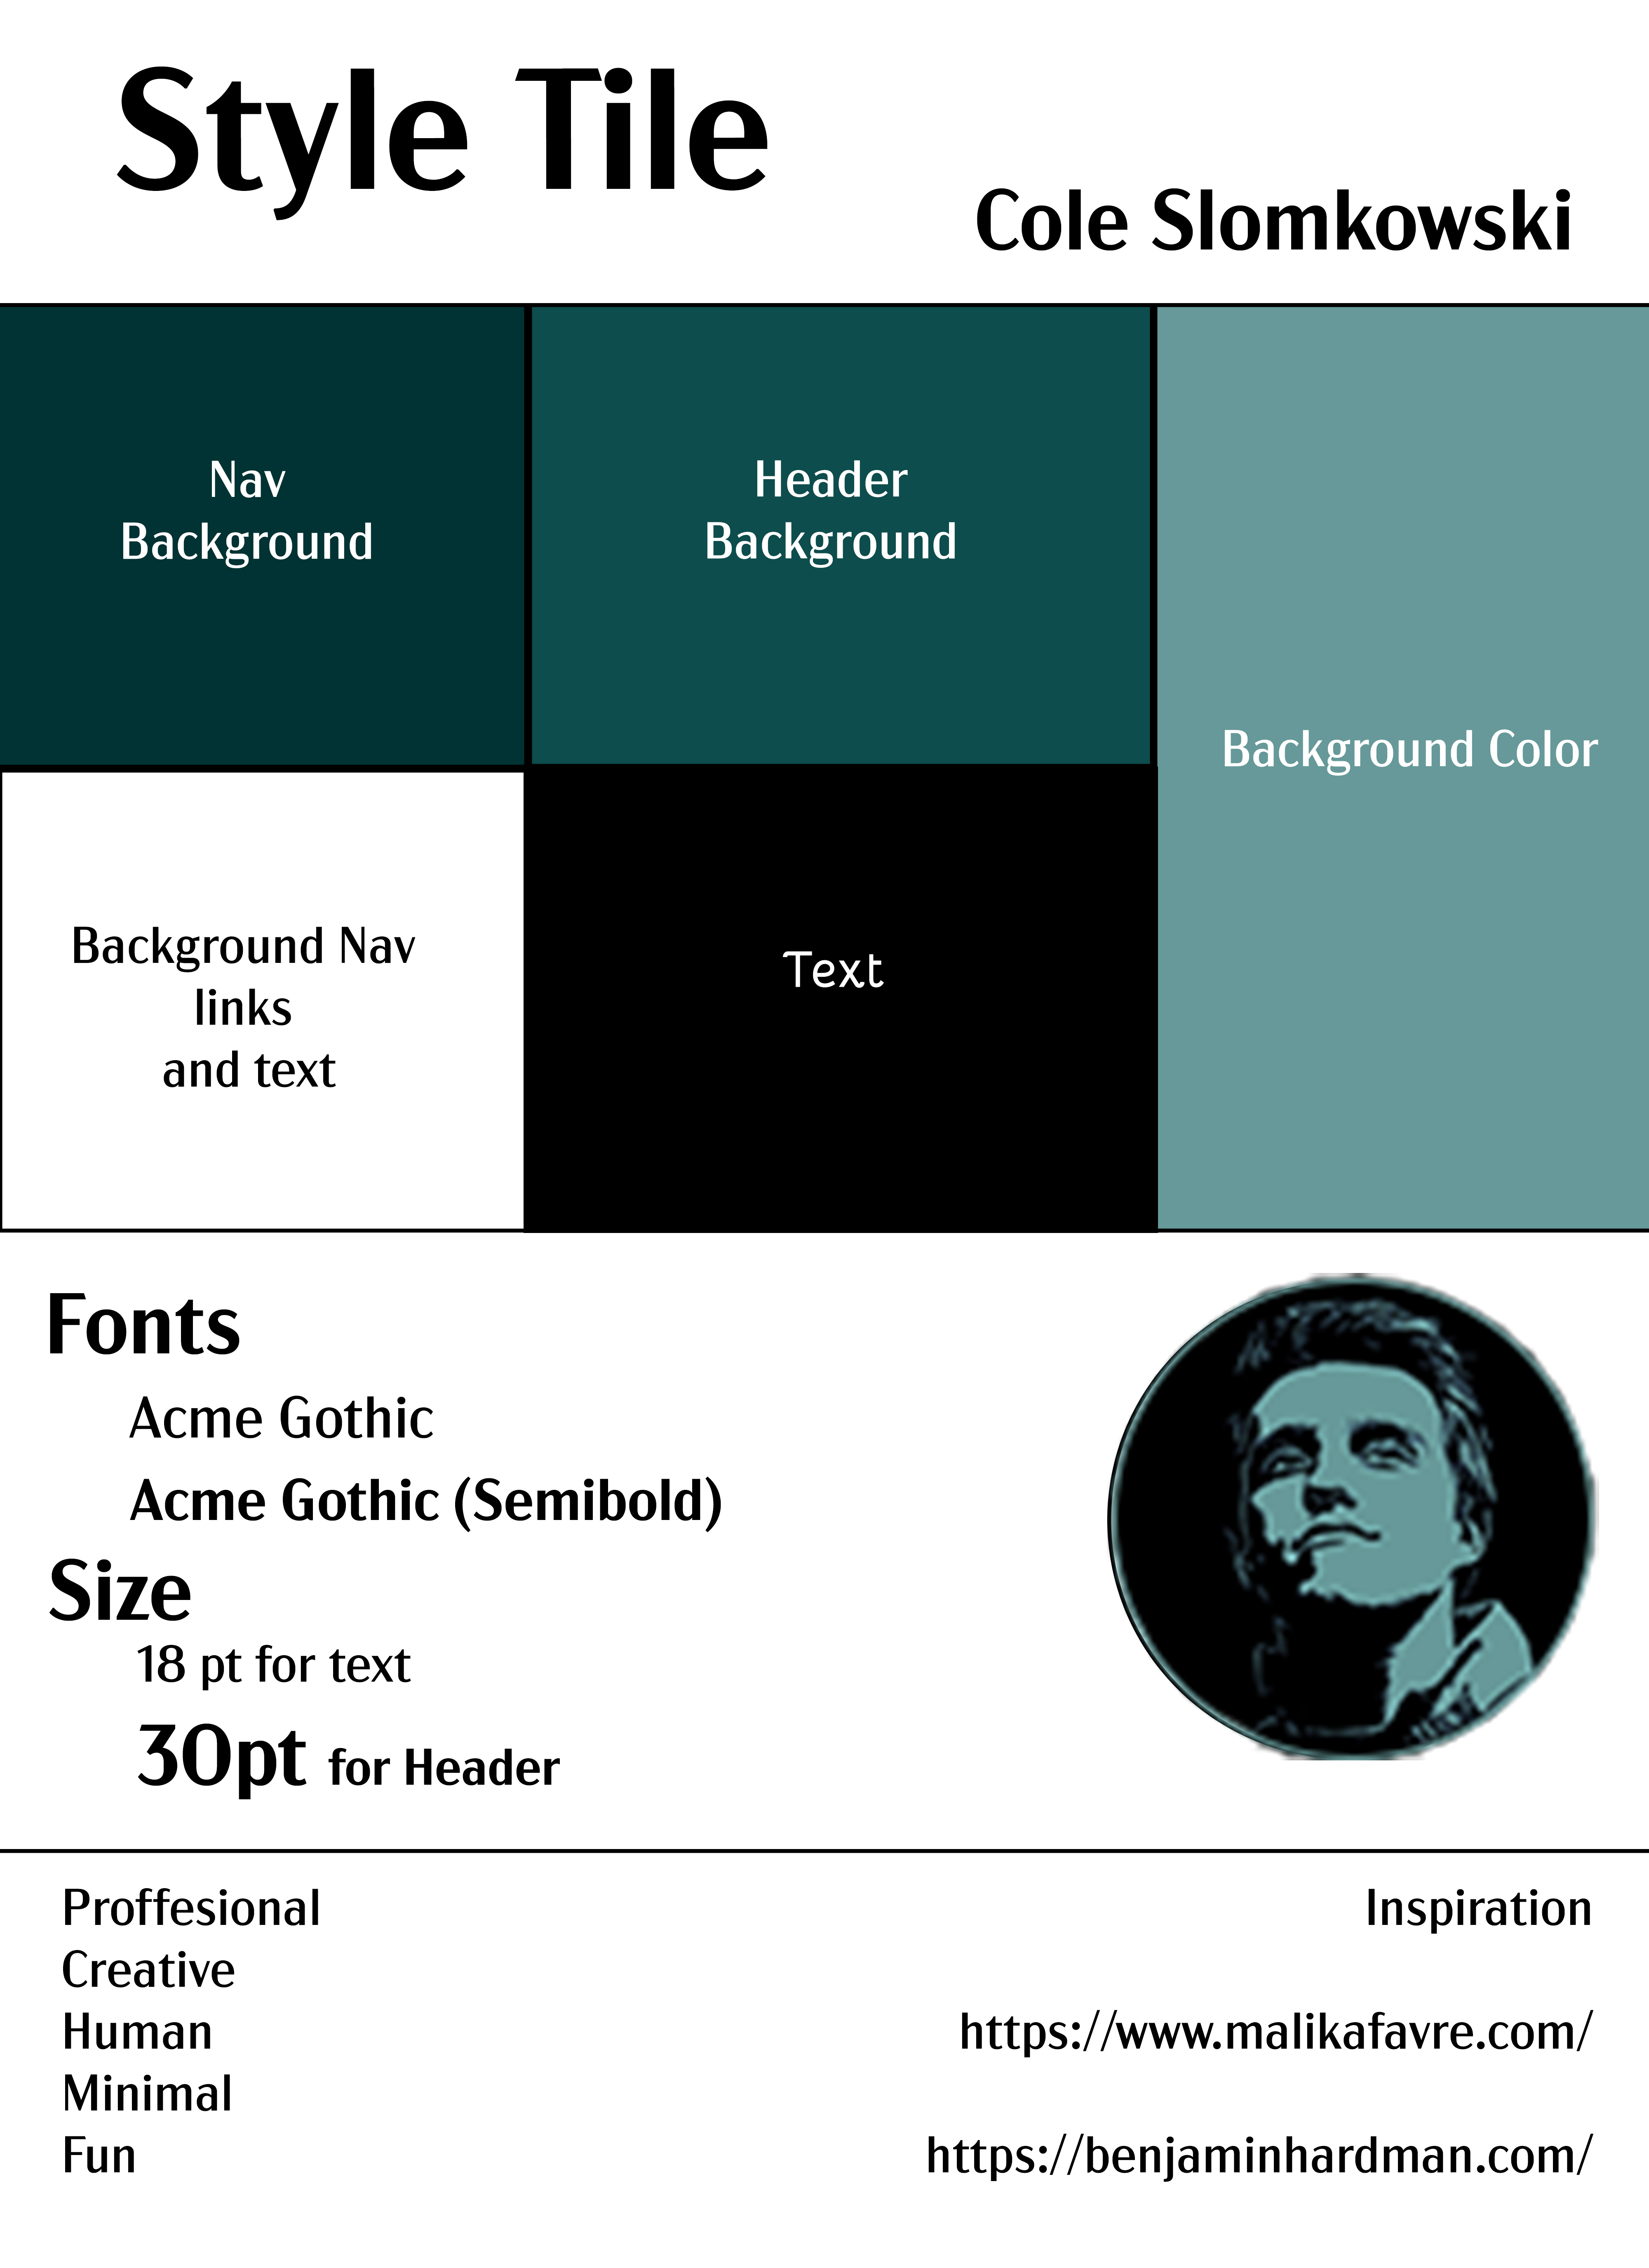 Style Tile
Cole Slomkowski
Nav
Background
Header
Background
Background Color
Background Nav
links
and text
Text
Fonts
Acme Gothic
Acme Gothic (Semibold)
Size
18 pt for text
30pt for Header
Proffesional
Creative
Human
Minimal
Fun
Inspiration
https://www.malikafavre.com/
https://benjaminhardman.com/